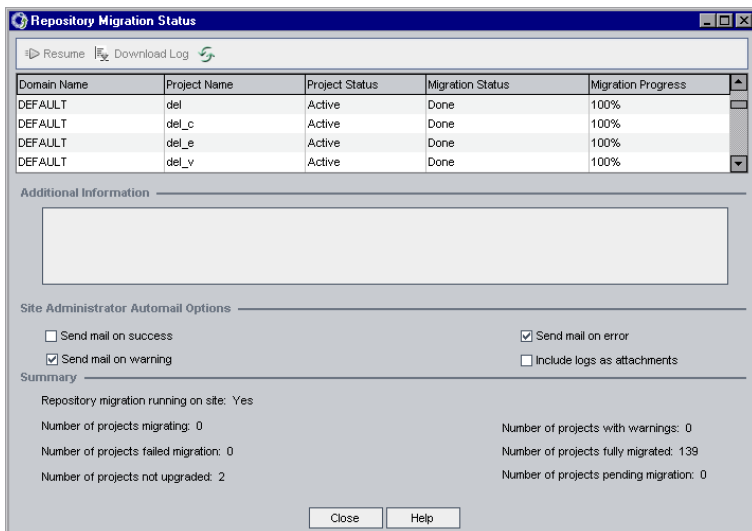 Repository Migration Status
Resume Download Log
Domain Name Project Name Project Status Migration Status Migration Progress
DEFAULT del Active Done 100%
DEFAULT del_c Active Done 100%
DEFAULT del_e Active Done 100%
DEFAULT del_v Active Done 100%
Additional Information
Site Administrator Automail Options
Send mail on success Send mail on error
Send mail on warning Include logs as attachments
Summary
Repository migration running on site: Yes
Number of projects migrating: 0 Number of projects with warnings: 0
Number of projects failed migration: 0 Number of projects fully migrated: 139
Number of projects not upgraded: 2 Number of projects pending migration: 0
Close Help